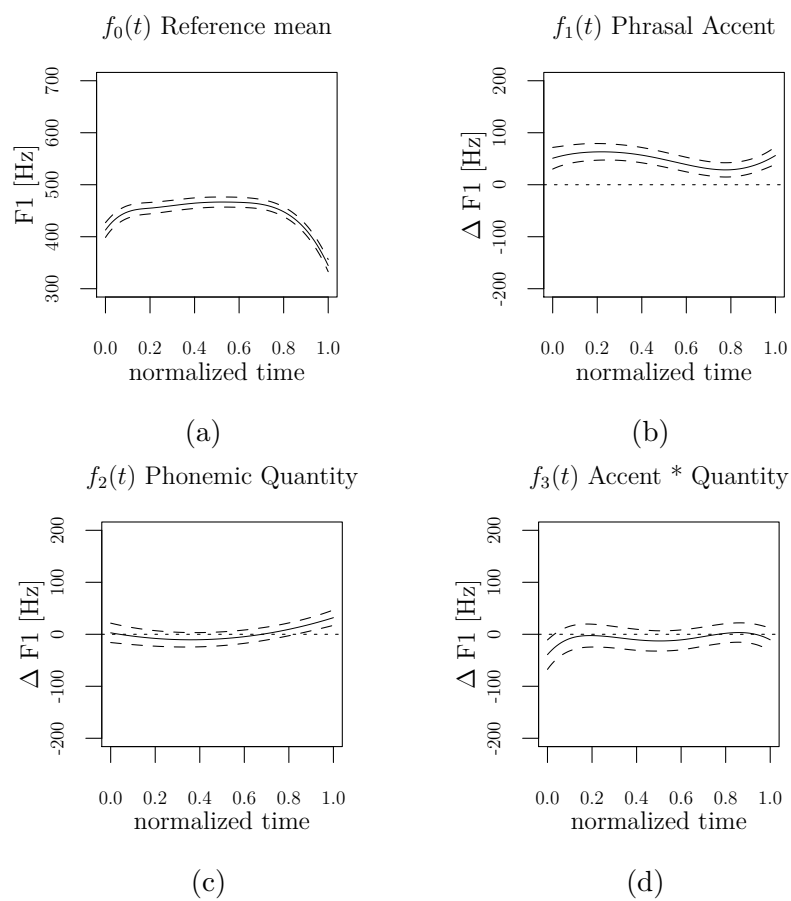 f₀(t) Reference mean
F1 [Hz]
300 400 500 600 700
0.0 0.2 0.4 0.6 0.8 1.0
normalized time
(a)
f₁(t) Phrasal Accent
Δ F1 [Hz]
-200 -100 0 100 200
0.0 0.2 0.4 0.6 0.8 1.0
normalized time
(b)
f₂(t) Phonemic Quantity
Δ F1 [Hz]
-200 -100 0 100 200
0.0 0.2 0.4 0.6 0.8 1.0
normalized time
(c)
f₃(t) Accent * Quantity
Δ F1 [Hz]
-200 -100 0 100 200
0.0 0.2 0.4 0.6 0.8 1.0
normalized time
(d)